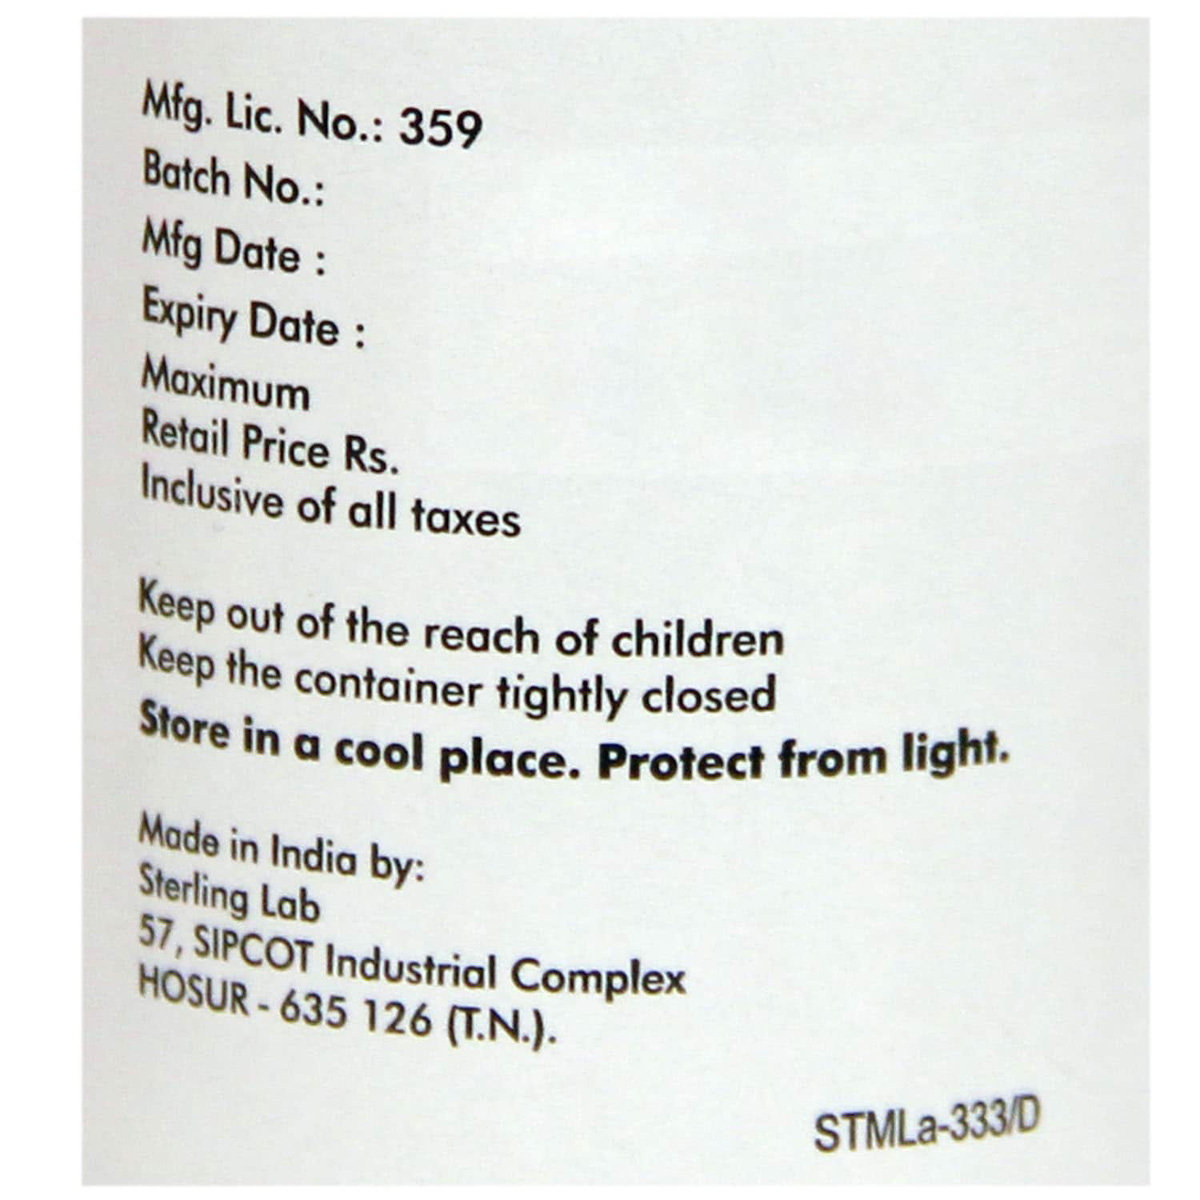 Mfg. Lic. No.: 359
Batch No.:
Mfg Date :
Expiry Date :
Maximum
Retail Price Rs.
Inclusive of all taxes
Keep out of the reach of children
Keep the container tightly closed
Store in a cool place. Protect from light.
Made in India by:
Sterling Lab
57, SIPCOT Industrial Complex
HOSUR - 635 126 (T.N.).
STMLa-333/D